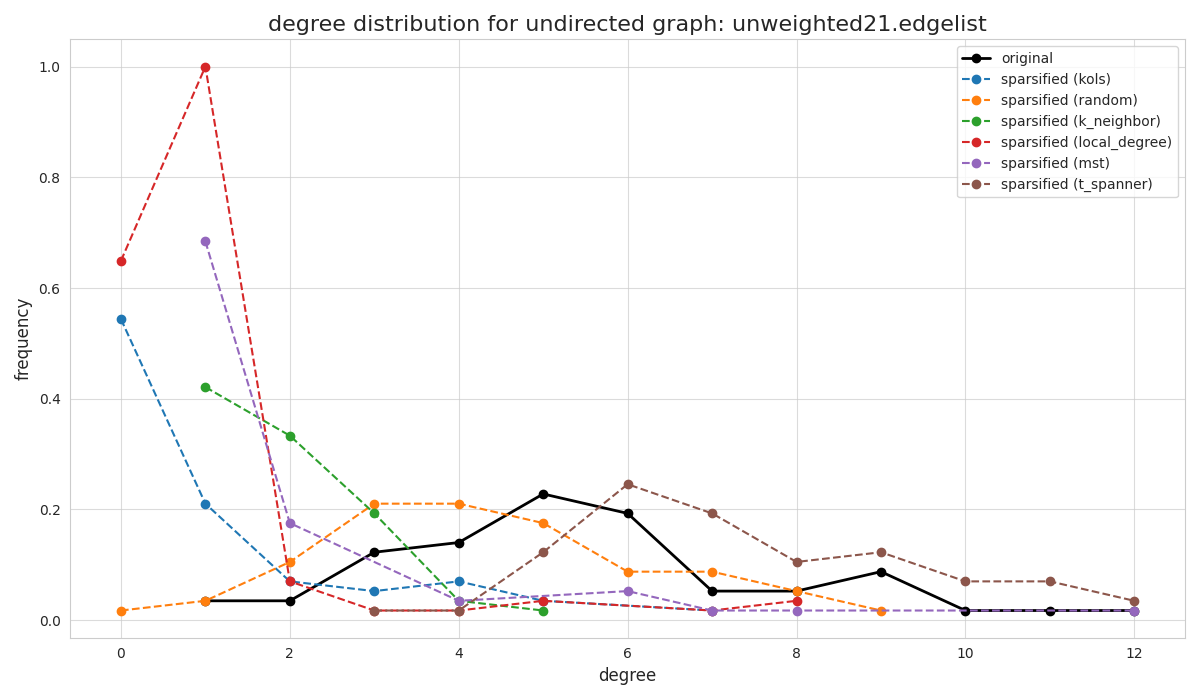 degree distribution for undirected graph: unweighted21.edgelist
original
sparsified (kols)
sparsified (random)
sparsified (k_neighbor)
sparsified (local_degree)
sparsified (mst)
sparsified (t_spanner)
frequency
1.0
0.8
0.6
0.4
0.2
0.0
0 2 4 6 8 10 12
degree